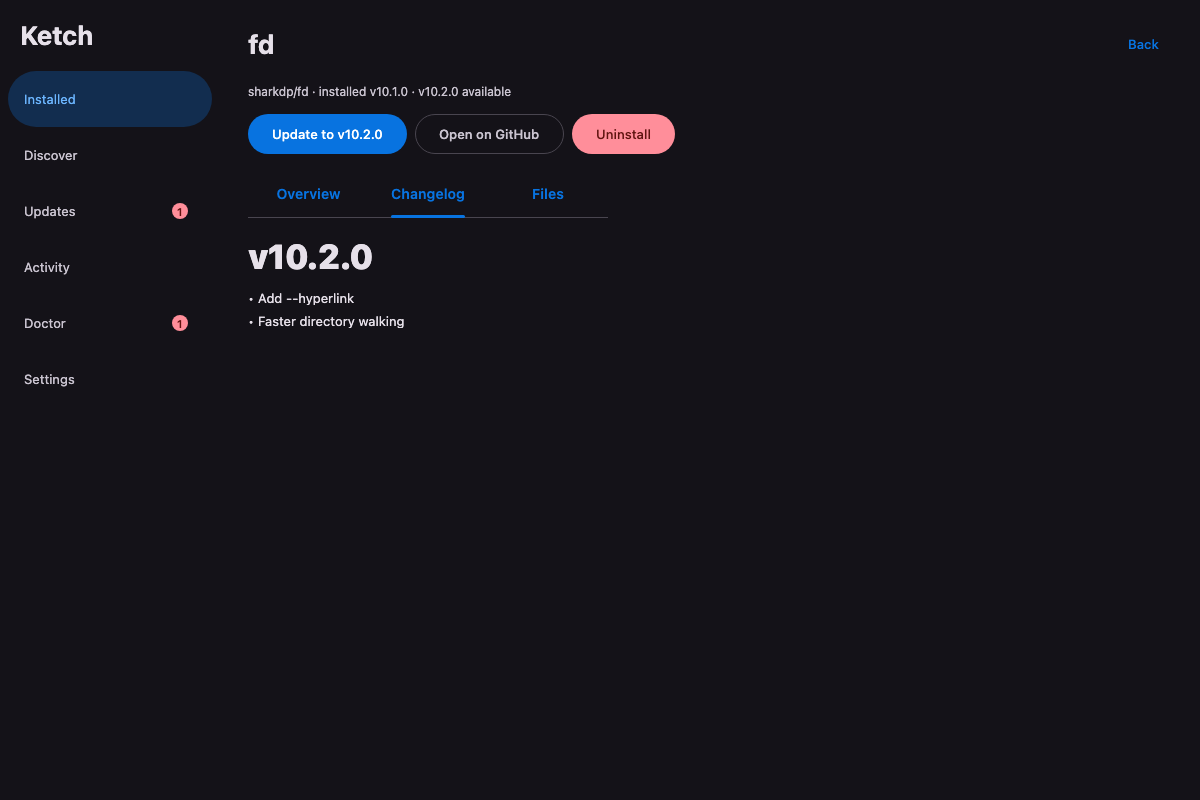 Ketch
Installed
Discover
Updates 1
Activity
Doctor 1
Settings
fd
Back
sharkdp/fd · installed v10.1.0 · v10.2.0 available
Update to v10.2.0 Open on GitHub Uninstall
Overview Changelog Files
v10.2.0
• Add --hyperlink
• Faster directory walking